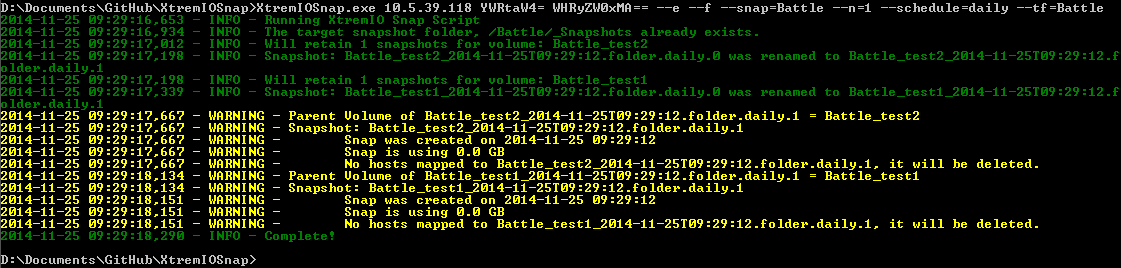 D:\Documents\GitHub\XtremIOSnap>XtremIOSnap.exe 10.5.39.118 YWRtaW4= WHRyZW0xMA== --e --f --snap=Battle --n=1 --schedule=daily --tf=Battle
2014-11-25 09:29:16,653 - INFO - Running XtremIO Snap Script
2014-11-25 09:29:16,934 - INFO - The target snapshot folder, /Battle/_Snapshots already exists.
2014-11-25 09:29:17,012 - INFO - Will retain 1 snapshots for volume: Battle_test2
2014-11-25 09:29:17,198 - INFO - Snapshot: Battle_test2_2014-11-25T09:29:12.folder.daily.0 was renamed to Battle_test2_2014-11-25T09:29:12.f
older.daily.1
2014-11-25 09:29:17,198 - INFO - Will retain 1 snapshots for volume: Battle_test1
2014-11-25 09:29:17,339 - INFO - Snapshot: Battle_test1_2014-11-25T09:29:12.folder.daily.0 was renamed to Battle_test1_2014-11-25T09:29:12.f
older.daily.1
2014-11-25 09:29:17,667 - WARNING - Parent Volume of Battle_test2_2014-11-25T09:29:12.folder.daily.1 = Battle_test2
2014-11-25 09:29:17,667 - WARNING - Snapshot: Battle_test2_2014-11-25T09:29:12.folder.daily.1
2014-11-25 09:29:17,667 - WARNING - Snap was created on 2014-11-25 09:29:12
2014-11-25 09:29:17,667 - WARNING - Snap is using 0.0 GB
2014-11-25 09:29:17,667 - WARNING - No hosts mapped to Battle_test2_2014-11-25T09:29:12.folder.daily.1, it will be deleted.
2014-11-25 09:29:18,134 - WARNING - Parent Volume of Battle_test1_2014-11-25T09:29:12.folder.daily.1 = Battle_test1
2014-11-25 09:29:18,134 - WARNING - Snapshot: Battle_test1_2014-11-25T09:29:12.folder.daily.1
2014-11-25 09:29:18,151 - WARNING - Snap was created on 2014-11-25 09:29:12
2014-11-25 09:29:18,151 - WARNING - Snap is using 0.0 GB
2014-11-25 09:29:18,151 - WARNING - No hosts mapped to Battle_test1_2014-11-25T09:29:12.folder.daily.1, it will be deleted.
2014-11-25 09:29:18,290 - INFO - Complete!
D:\Documents\GitHub\XtremIOSnap>